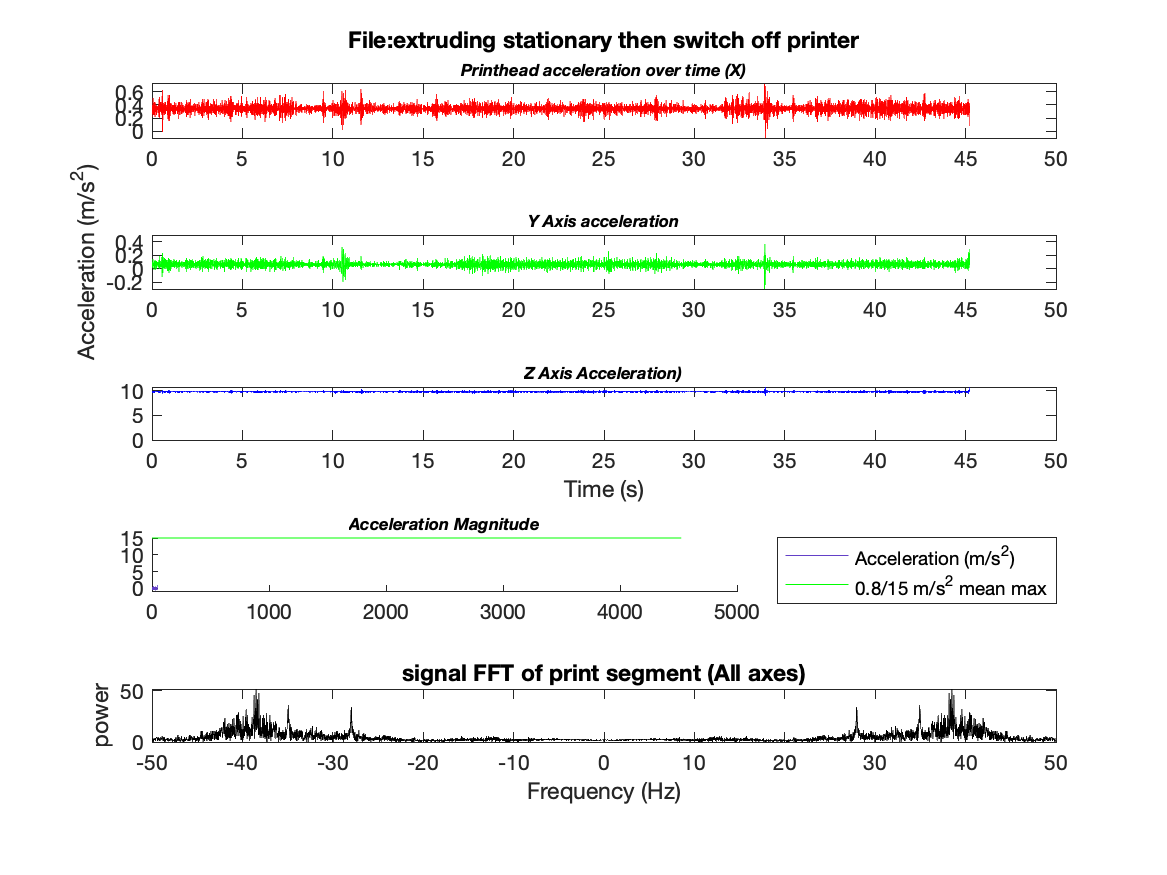 File:extruding stationary then switch off printer
Printhead acceleration over time (X)
0.6
0.4
0.2
0
0 5 10 15 20 25 30 35 40 45 50
Acceleration (m/s²)
Y Axis acceleration
0.4
0.2
0
-0.2
0 5 10 15 20 25 30 35 40 45 50
Z Axis Acceleration)
10
5
0
0 5 10 15 20 25 30 35 40 45 50
Time (s)
Acceleration Magnitude
15
10
5
0
0 1000 2000 3000 4000 5000
Acceleration (m/s²)
0.8/15 m/s² mean max
signal FFT of print segment (All axes)
power
50
0
-50 -40 -30 -20 -10 0 10 20 30 40 50
Frequency (Hz)